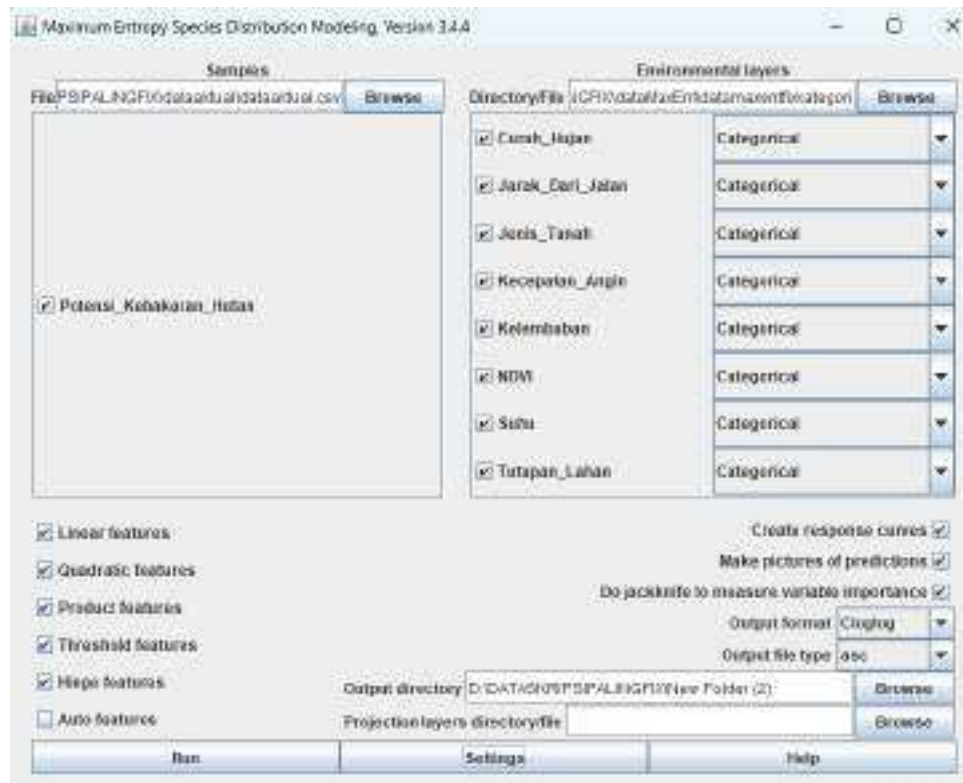 Maximum Entropy Species Distribution Modeling, Version 3.4.4
Samples
File Browse
Potensi_Kebakaran_Hutan
Environmental layers
Directory/File Browse
Curah_Hujan Categorical
Jarak_Dari_Jalan Categorical
Jenis_Tanah Categorical
Kecepatan_Angin Categorical
Kelembaban Categorical
NDVI Categorical
Suhu Categorical
Tutupan_Lahan Categorical
Linear features
Quadratic features
Product features
Threshold features
Hinge features
Auto features
Create response curves
Make pictures of predictions
Do jackknife to measure variable importance
Output format Cloglog
Output file type asc
Output directory Browse
Projection layers directory/file Browse
Run Settings Help